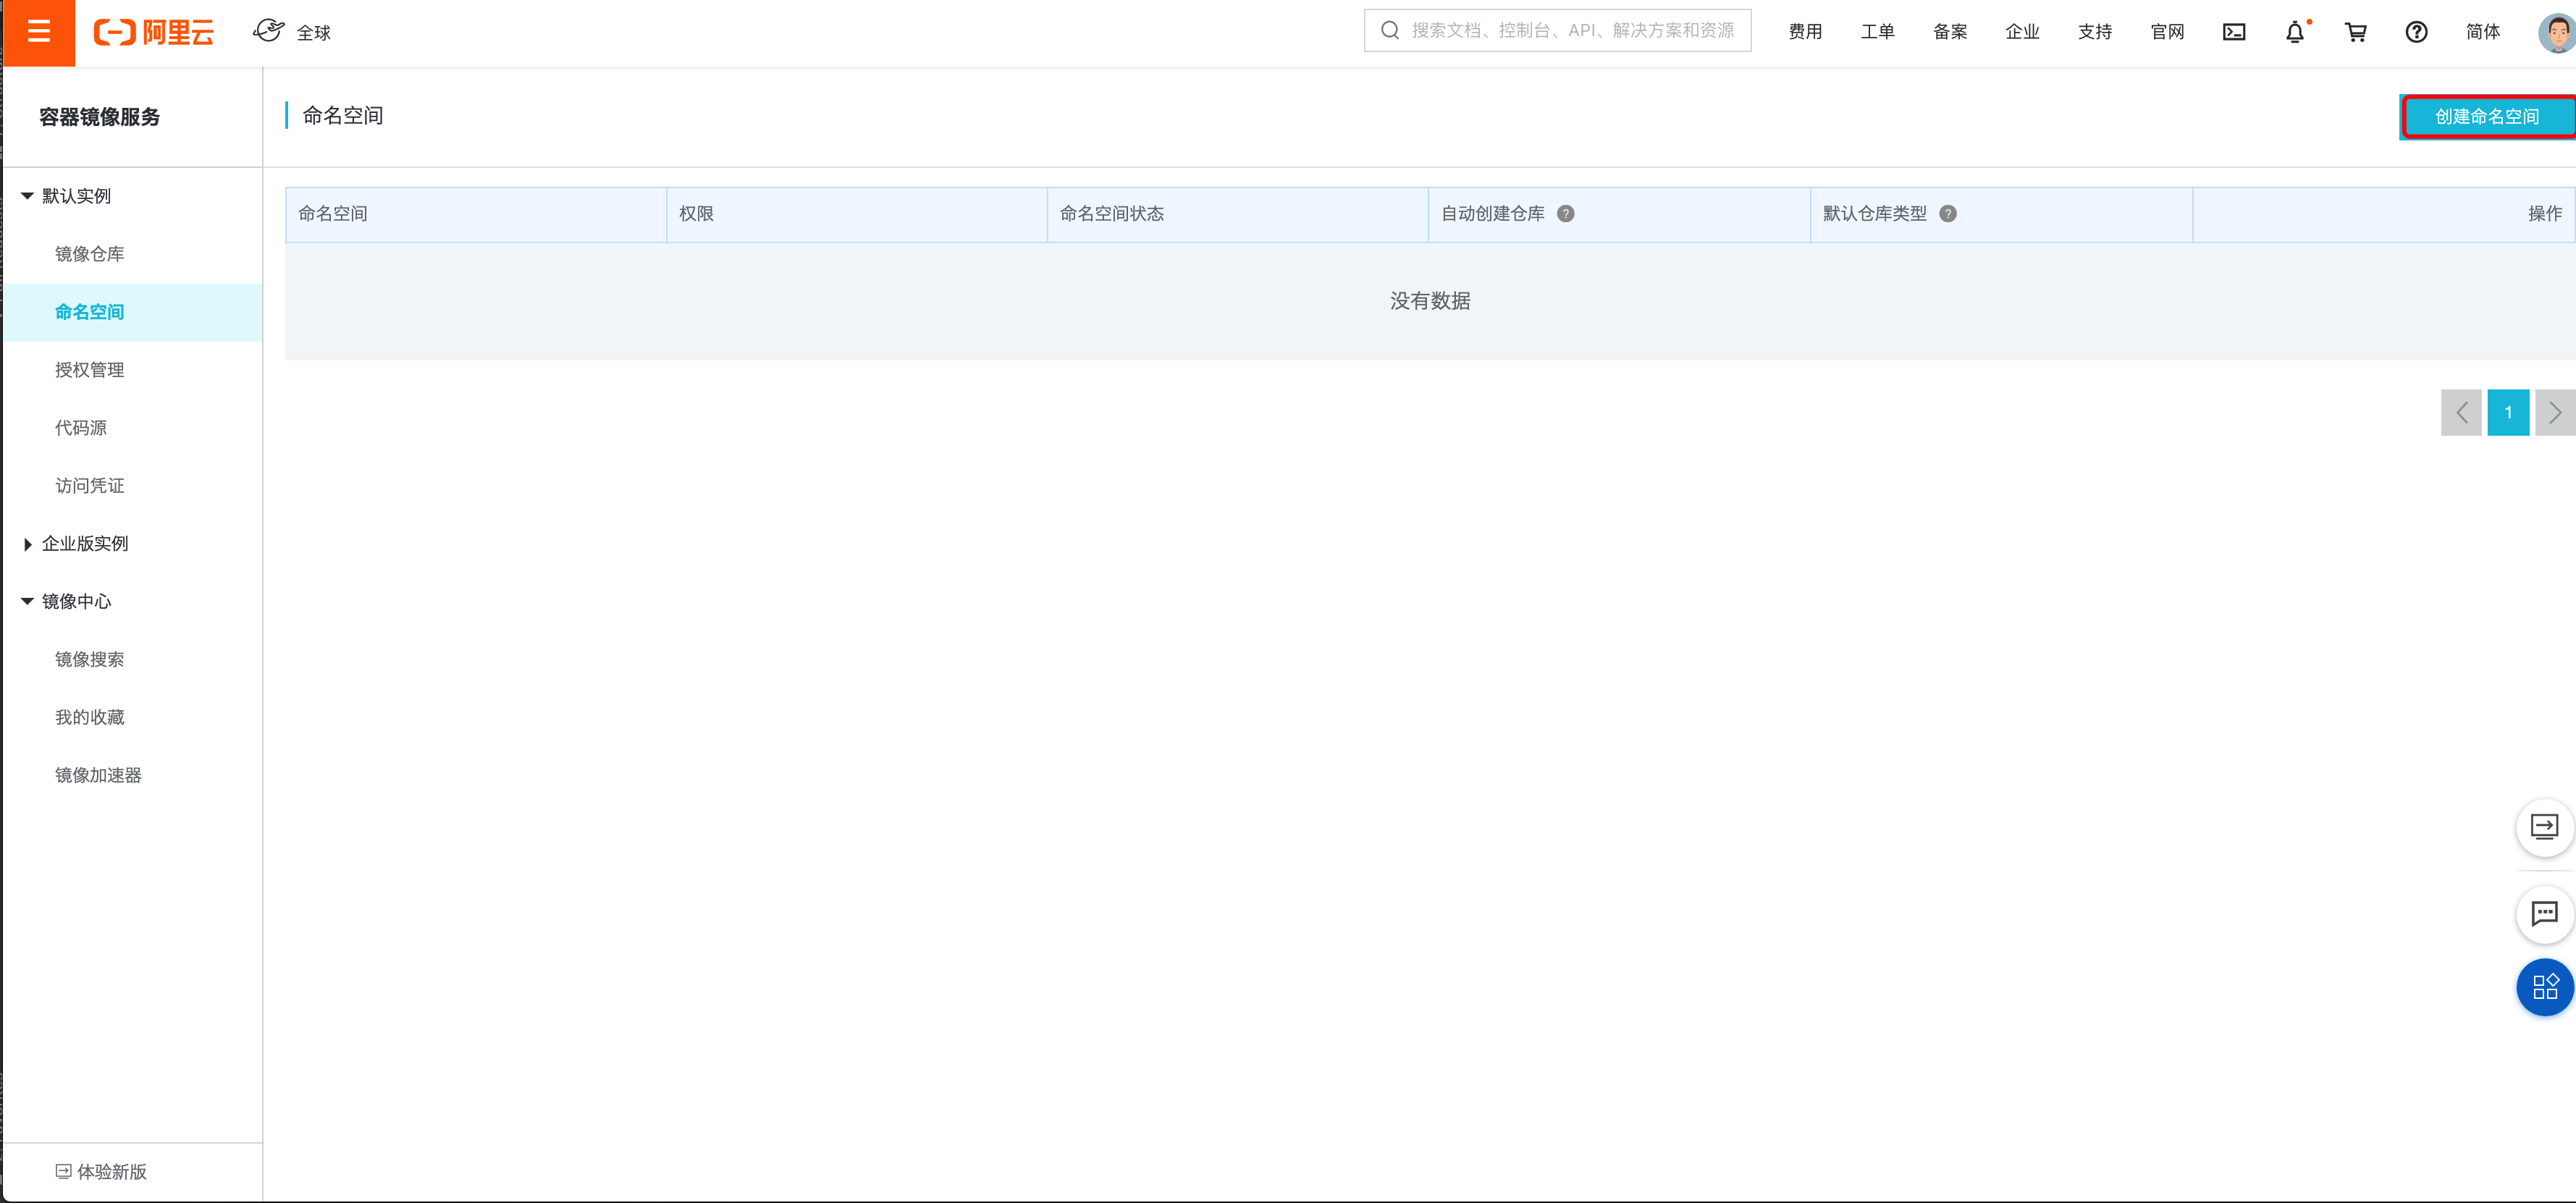 阿里云
全球
搜索文档、控制台、API、解决方案和资源
费用
工单
备案
企业
支持
官网
简体
容器镜像服务
默认实例
镜像仓库
命名空间
授权管理
代码源
访问凭证
企业版实例
镜像中心
镜像搜索
我的收藏
镜像加速器
体验新版
命名空间
创建命名空间
命名空间
权限
命名空间状态
自动创建仓库
默认仓库类型
操作
没有数据
1